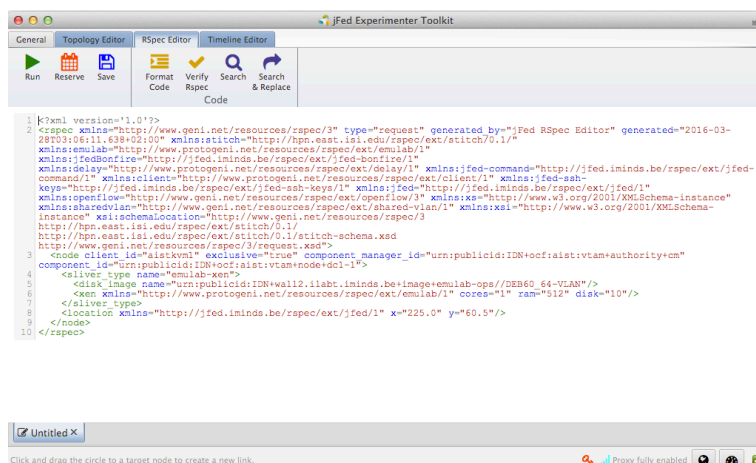 jFed Experimenter Toolkit
General Topology Editor RSpec Editor Timeline Editor
Run Reserve Save Format Code Verify Rspec Search Search & Replace
Code
1 <?xml version='1.0'?>
2 <rspec xmlns="http://www.geni.net/resources/rspec/3" type="request" generated_by="jFed RSpec Editor" generated="2016-03-
28T03:06:11.638+02:00" xmlns:stitch="http://hpn.east.isi.edu/rspec/ext/stitch/0.1/"
xmlns:emulab="http://www.protogeni.net/resources/rspec/ext/emulab/1"
xmlns:jfedBonfire="http://jfed.iminds.be/rspec/ext/jfed-bonfire/1"
xmlns:delay="http://www.protogeni.net/resources/rspec/ext/delay/1" xmlns:jfed-command="http://jfed.iminds.be/rspec/ext/jfed-
command/1" xmlns:client="http://www.protogeni.net/resources/rspec/ext/client/1" xmlns:jfed-ssh-
keys="http://jfed.iminds.be/rspec/ext/jfed-ssh-keys/1" xmlns:jfed="http://jfed.iminds.be/rspec/ext/jfed/1"
xmlns:openflow="http://www.geni.net/resources/rspec/ext/openflow/3" xmlns:xs="http://www.w3.org/2001/XMLSchema-instance"
xmlns:sharedvlan="http://www.geni.net/resources/rspec/ext/shared-vlan/1" xmlns:xsi="http://www.w3.org/2001/XMLSchema-
instance" xsi:schemaLocation="http://www.geni.net/resources/rspec/3
http://hpn.east.isi.edu/rspec/ext/stitch/0.1/
http://hpn.east.isi.edu/rspec/ext/stitch/0.1/stitch-schema.xsd
http://www.geni.net/resources/rspec/3/request.xsd">
3 <node client_id="aistkvm1" exclusive="true" component_manager_id="urn:publicid:IDN+ocf:aist:vtam+authority+cm"
component_id="urn:publicid:IDN+ocf:aist:vtam+node+dc1-1">
4 <sliver_type name="emulab-xen">
5 <disk_image name="urn:publicid:IDN+wall2.ilabt.iminds.be+image+emulab-ops//DEB60_64-VLAN"/>
6 <xen xmlns="http://www.protogeni.net/resources/rspec/ext/emulab/1" cores="1" ram="512" disk="10"/>
7 </sliver_type>
8 <location xmlns="http://jfed.iminds.be/rspec/ext/jfed/1" x="225.0" y="60.5"/>
9 </node>
10 </rspec>
Untitled ×
Click and drag the circle to a target node to create a new link. Proxy fully enabled